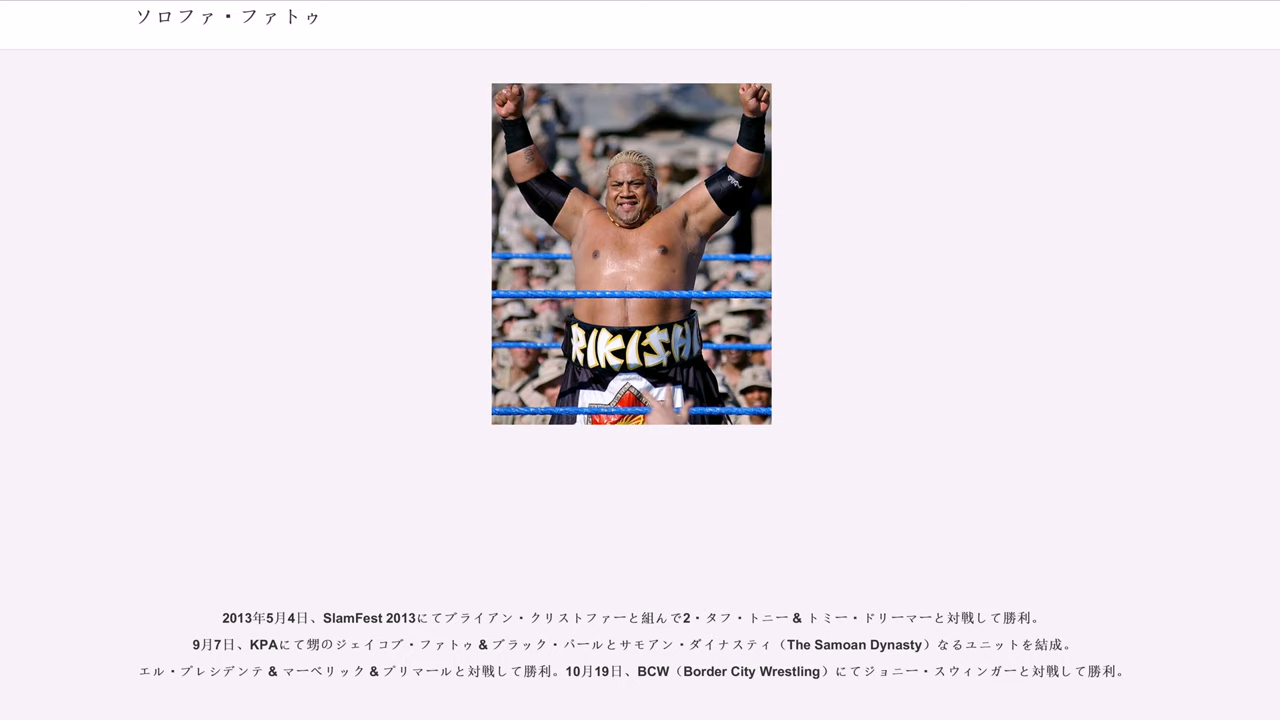 ソロファ・ファトゥ
RIKISHI
2013年5月4日、SlamFest 2013にてブライアン・クリストファーと組んで2・タフ・トニー & トミー・ドリーマーと対戦して勝利。
9月7日、KPAにて甥のジェイコブ・ファトゥ & ブラック・パールとサモアン・ダイナスティ（The Samoan Dynasty）なるユニットを結成。
エル・プレシデンテ & マーベリック & プリマールと対戦して勝利。10月19日、BCW（Border City Wrestling）にてジョニー・スウィンガーと対戦して勝利。